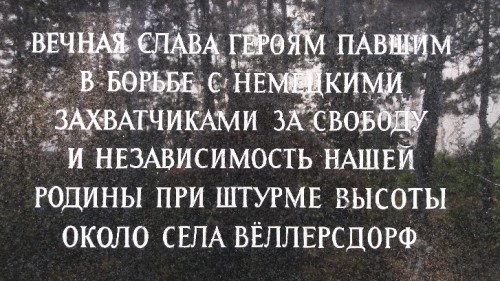 ВЕЧНАЯ СЛАВА ГЕРОЯМ ПАВШИМ
В БОРЬБЕ С НЕМЕЦКИМИ
ЗАХВАТЧИКАМИ ЗА СВОБОДУ
И НЕЗАВИСИМОСТЬ НАШЕЙ
РОДИНЫ ПРИ ШТУРМЕ ВЫСОТЫ
ОКОЛО СЕЛА ВЁЛЛЕРСДОРФ